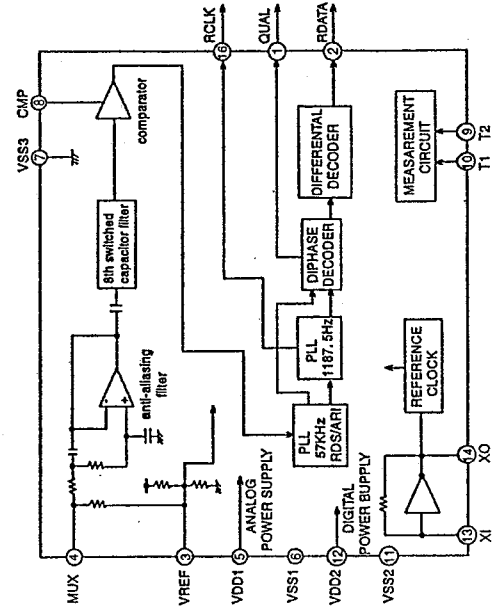 VSS3
CMP
7
8
comparator
8th switched
capacitor filter
-
+
anti-aliasing
filter
MUX
4
VREF
3
VDD1
5
ANALOG
POWER SUPPLY
VSS1
6
VDD2
12
DIGITAL
POWER BUPPLY
VSS2
11
PLL
57KHz
RDS/ARI
PLL
1187.5Hz
DIPHASE
DECODER
DIFFERENTIAL
DECODER
RCLK
16
QUAL
1
RDATA
2
REFERENCE
CLOCK
MEASAREMENT
CIRCUIT
XI
13
XO
14
T1
10
T2
9